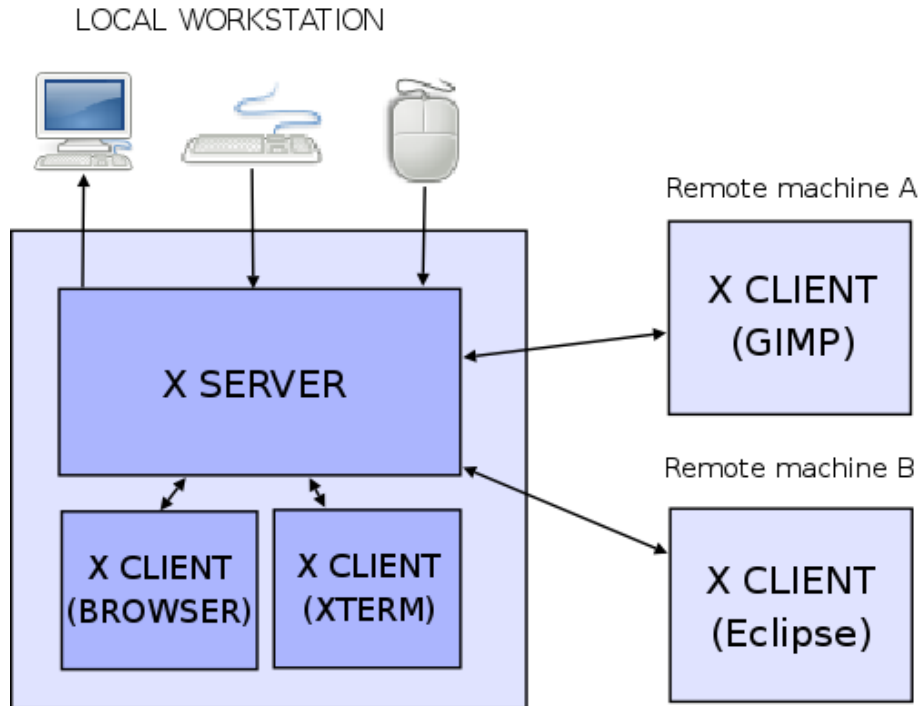 LOCAL WORKSTATION
Remote machine A
X CLIENT
(GIMP)
X SERVER
Remote machine B
X CLIENT
(BROWSER)
X CLIENT
(XTERM)
X CLIENT
(Eclipse)